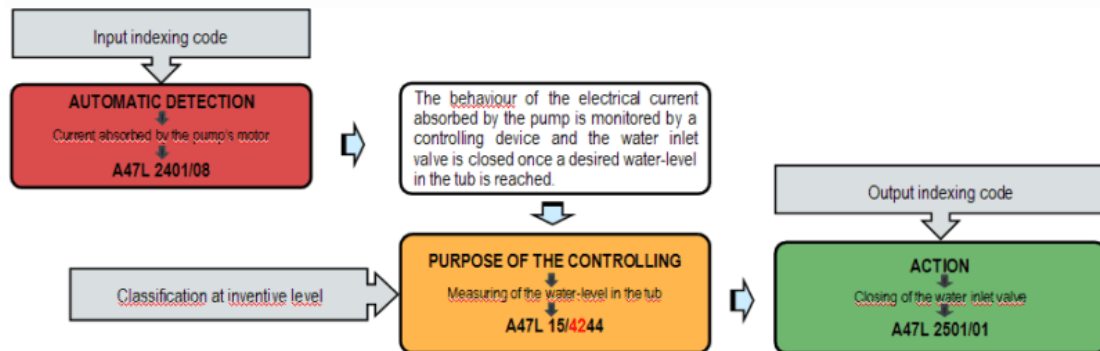 Input indexing code
AUTOMATIC DETECTION
Current absorbed by the pump's motor
A47L 2401/08
The behaviour of the electrical current
absorbed by the pump is monitored by a
controlling device and the water inlet
valve is closed once a desired water-level
in the tub is reached.
Output indexing code
Classification at inventive level
PURPOSE OF THE CONTROLLING
Measuring of the water-level in the tub
A47L 15/4244
ACTION
Closing of the water inlet valve
A47L 2501/01